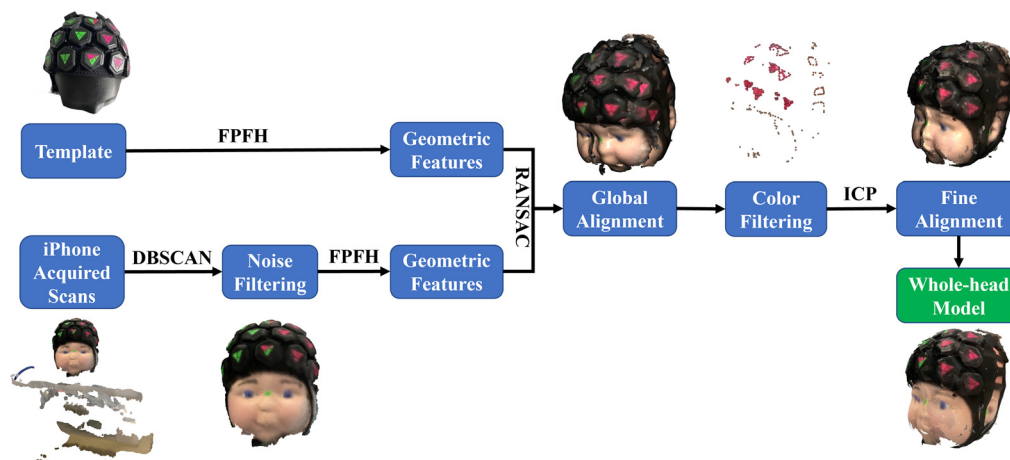 FPFH
Template
Geometric
Features
RANSAC
Global
Alignment
Color
Filtering
ICP
Fine
Alignment
iPhone
Acquired
Scans
DBSCAN
Noise
Filtering
FPFH
Geometric
Features
Whole-head
Model